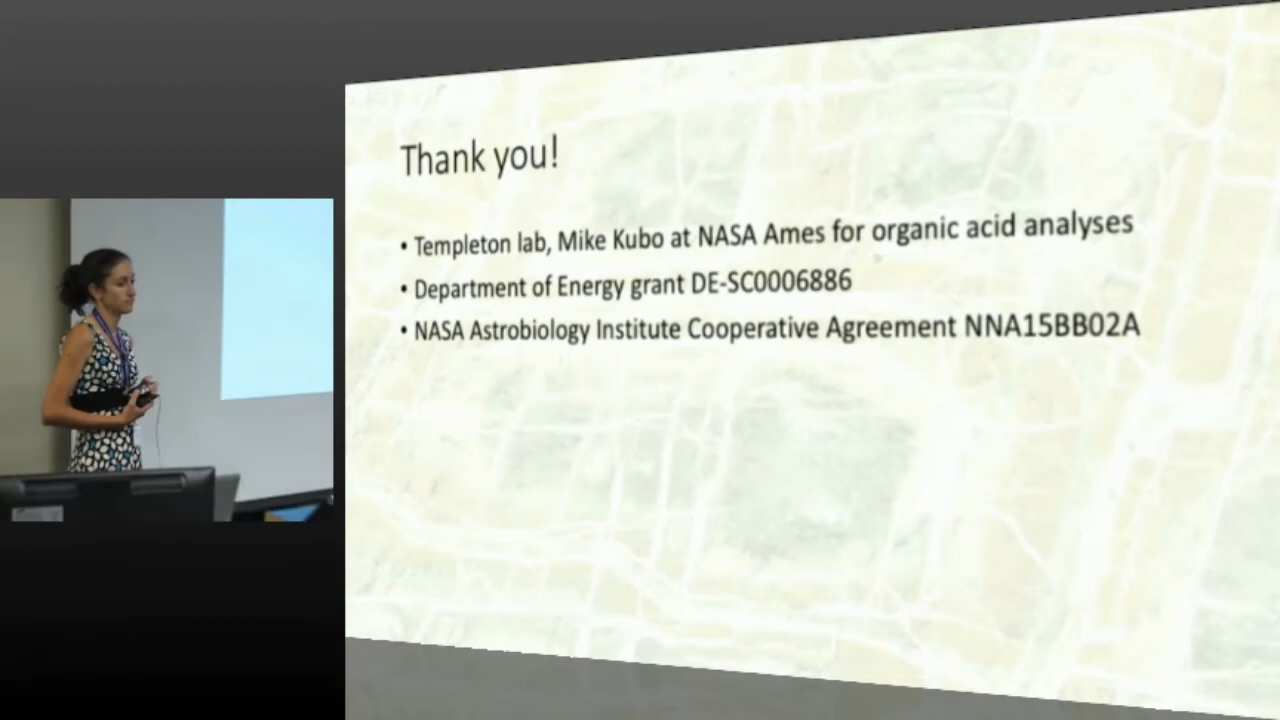 Thank you!
• Templeton lab, Mike Kubo at NASA Ames for organic acid analyses
• Department of Energy grant DE-SC0006886
• NASA Astrobiology Institute Cooperative Agreement NNA15BB02A